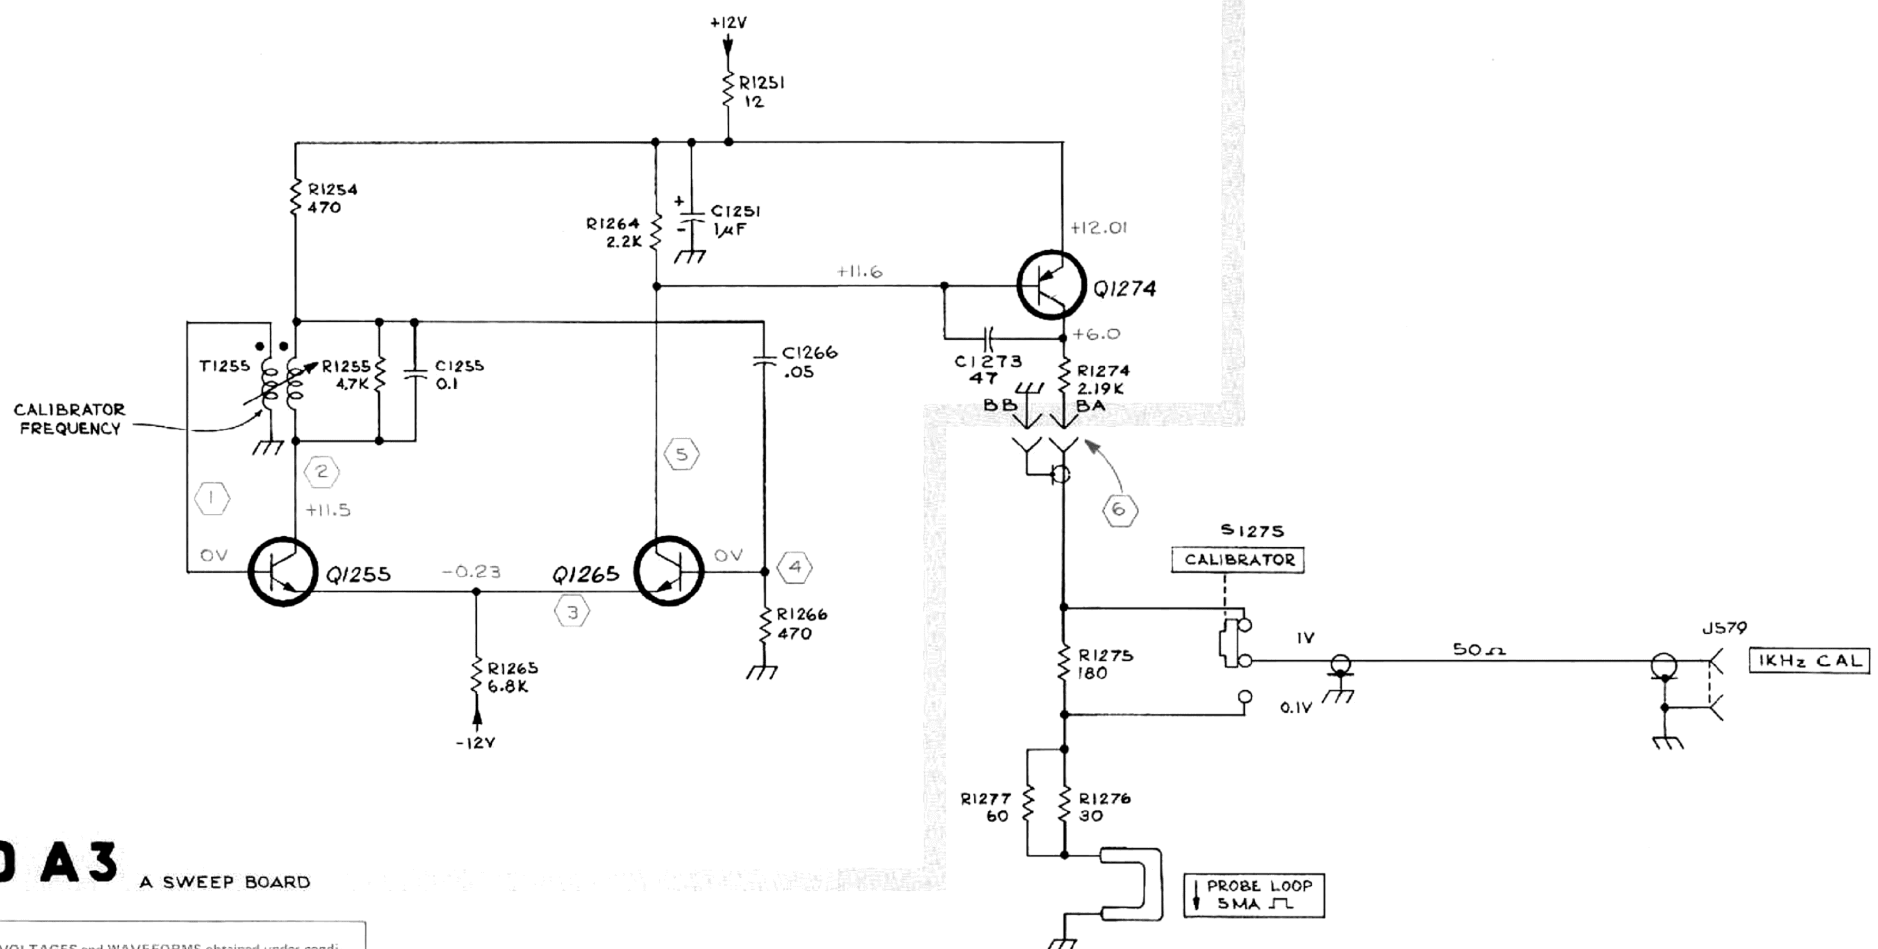 +12V
R1251
12
R1254
470
R1264
2.2K
+
-
C1251
1µF
+12.01
+11.6
Q1274
+6.0
C1273
47
R1274
2.19K
BB
BA
T1255
R1255
4.7K
C1255
0.1
C1266
.05
CALIBRATOR
FREQUENCY
1
2
5
6
+11.5
0V
Q1255
-0.23
Q1265
3
0V
4
R1266
470
R1265
6.8K
-12V
S1275
CALIBRATOR
1V
50Ω
J579
1KHz CAL
R1275
180
0.1V
R1277
60
R1276
30
A3
A SWEEP BOARD
PROBE LOOP
5MA